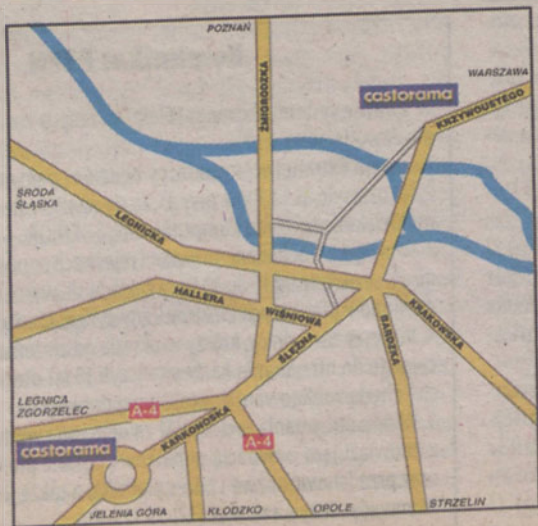 POZNAŃ
WARSZAWA
castorama
KRZYWOUSTEGO
ŻMIGRODZKA
ŚRODA
ŚLĄSKA
LEGNICKA
HALLERA
WIŚNIOWA
ŚLĘŻNA
BARDZKA
KRAKOWSKA
LEGNICA
ZGORZELEC
A-4
KARKONOSKA
A-4
castorama
JELENIA GÓRA
KŁODZKO
OPOLE
STRZELIN